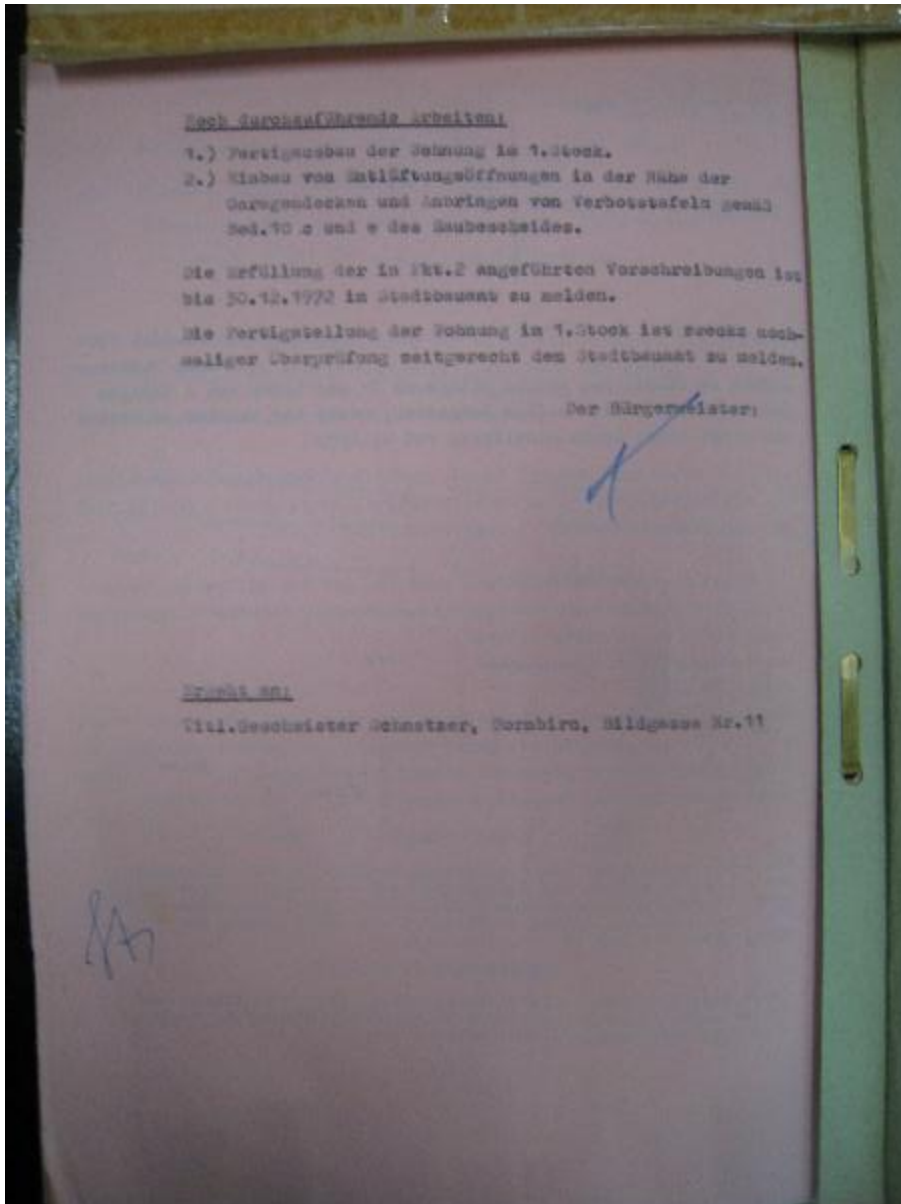 Noch durchzuführende Arbeiten:
1.) Fertigausbau der Wohnung im 1.Stock.
2.) Einbau von Entlüftungsöffnungen in der Nähe der
Garagendecken und Anbringen von Verbotstafeln gemäß
Bed.10 c und e des Baubescheides.
Die Erfüllung der in Pkt.2 angeführten Vorschreibungen ist
bis 30.12.1972 im Stadtbauamt zu melden.
Die Fertigstellung der Wohnung im 1.Stock ist zwecks noch-
maliger Überprüfung zeitgerecht dem Stadtbauamt zu melden.
Der Bürgermeister:
Ergeht an:
Titl.Geschwister Schnetzer, Dornbirn, Bildgasse Nr.11